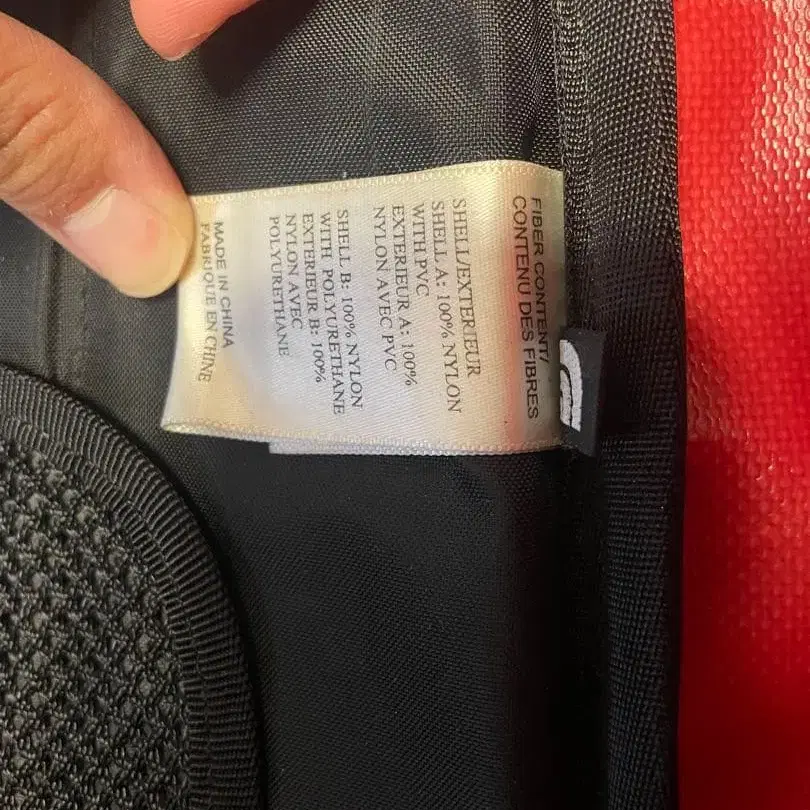 FIBER CONTENT/
CONTENU DES FIBRES
SHELL/EXTERIEUR
SHELL A: 100% NYLON
WITH PVC
EXTERIEUR A: 100%
NYLON AVEC PVC
SHELL B: 100% NYLON
WITH POLYURETHANE
EXTERIEUR B: 100%
NYLON AVEC
POLYURETHANE
MADE IN CHINA
FABRIQUE EN CHINE